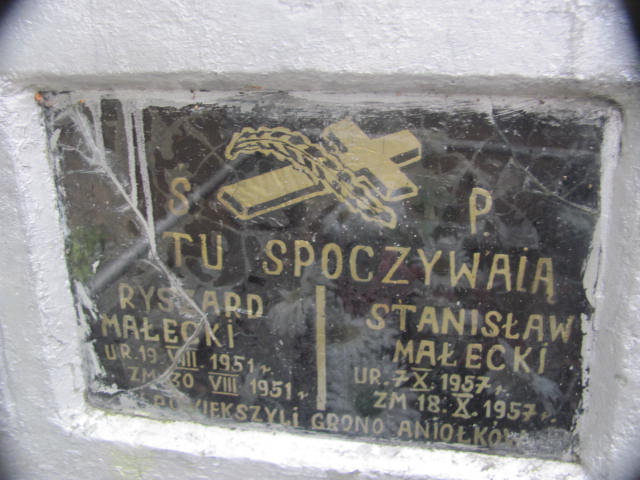 Ś P.
TU SPOCZYWAIĄ
RYSZARD
MAŁECKI
UR. 19 VIII. 1951 r.
ZM. 30 VIII 1951 r.
STANISŁAW
MAŁECKI
UR. 7 X. 1957 r.
ZM 18. X. 1957 r.
POWIĘKSZYLI GRONO ANIOŁKÓW